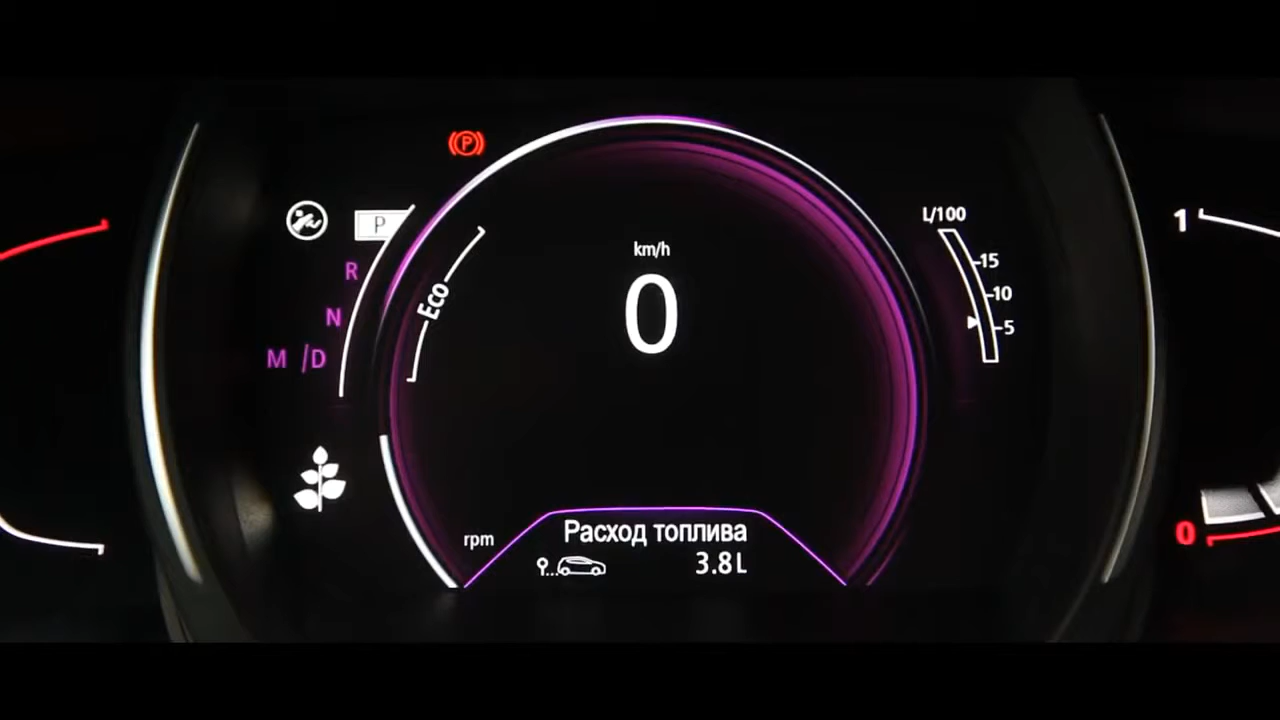 P
P
R
N
M /D
Eco
km/h
0
L/100
15
10
5
1
0
rpm
Расход топлива
3.8L